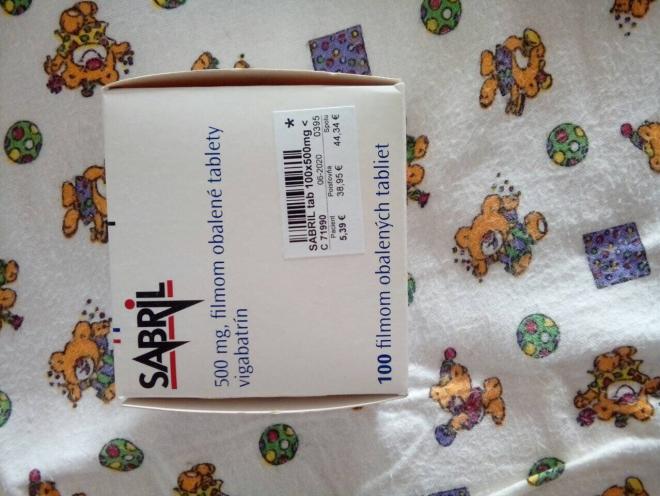 SABRIL
500 mg, filmom obalené tablety
vigabatrín
*
SABRIL tab 100x500mg <
C 71990 06-2020 0395
Pacient Poisťovňa Spolu
5,39 € 38,95 € 44,34 €
100 filmom obalených tabliet